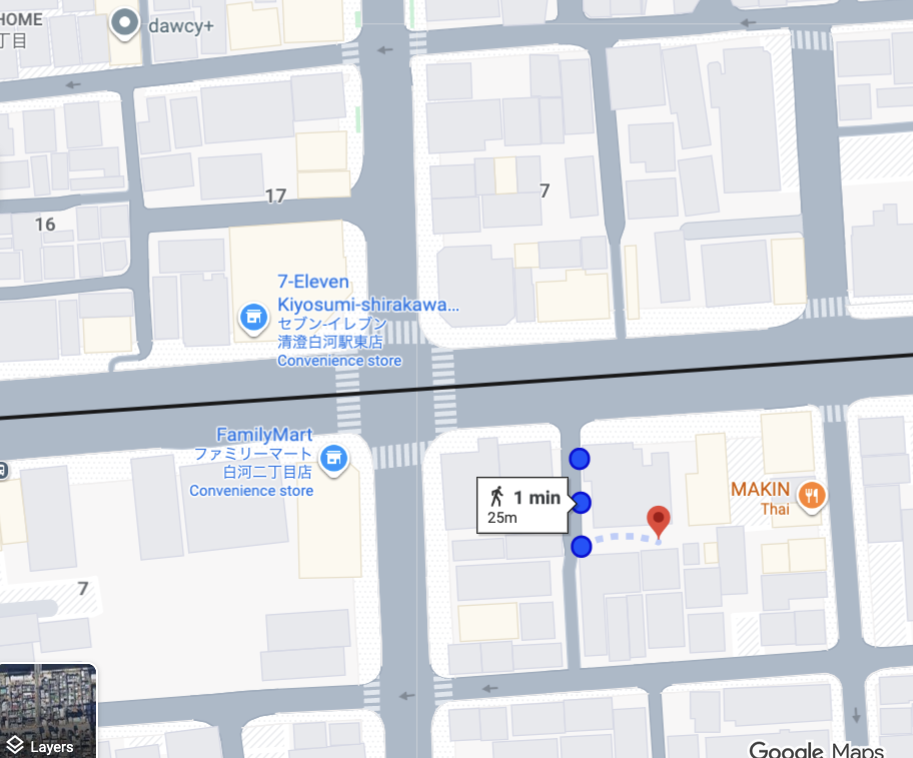 HOME
丁目
dawcy+
17
16
7
7-Eleven
Kiyosumi-shirakawa...
セブン-イレブン
清澄白河駅東店
Convenience store
FamilyMart
ファミリーマート
白河二丁目店
Convenience store
1 min
25m
MAKIN
Thai
7
Layers
Google Maps